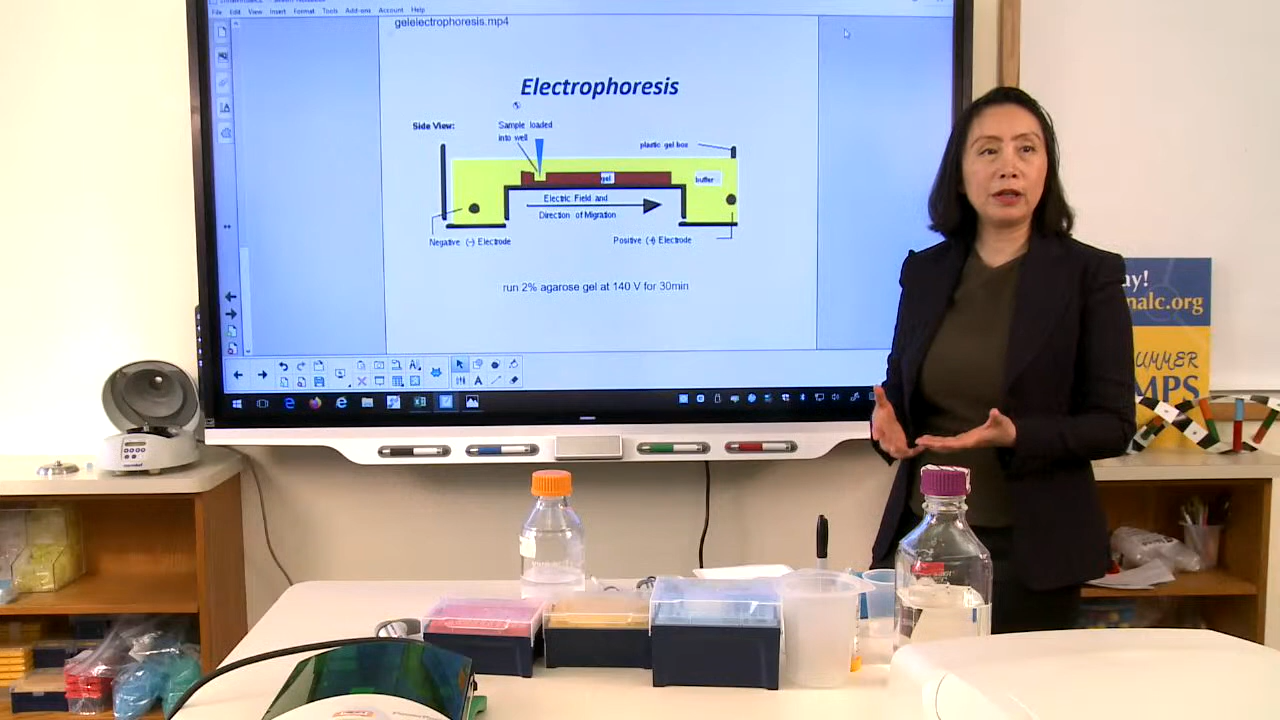 File Edit View Insert Format Tools Add-ons Account Help
gelelectrophoresis.mp4
Electrophoresis
Side View:
Sample loaded
into well
plastic gel box
gel
buffer
Electric Field and
Direction of Migration
Negative (-) Electrode
Positive (+) Electrode
run 2% agarose gel at 140 V for 30min
ay!
nalc.org
UMMER
MPS